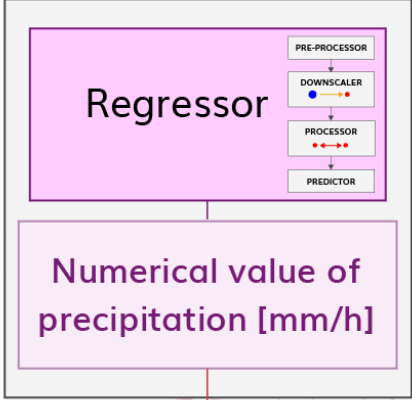 Regressor
PRE-PROCESSOR
DOWNSCALER
PROCESSOR
PREDICTOR
Numerical value of
precipitation [mm/h]